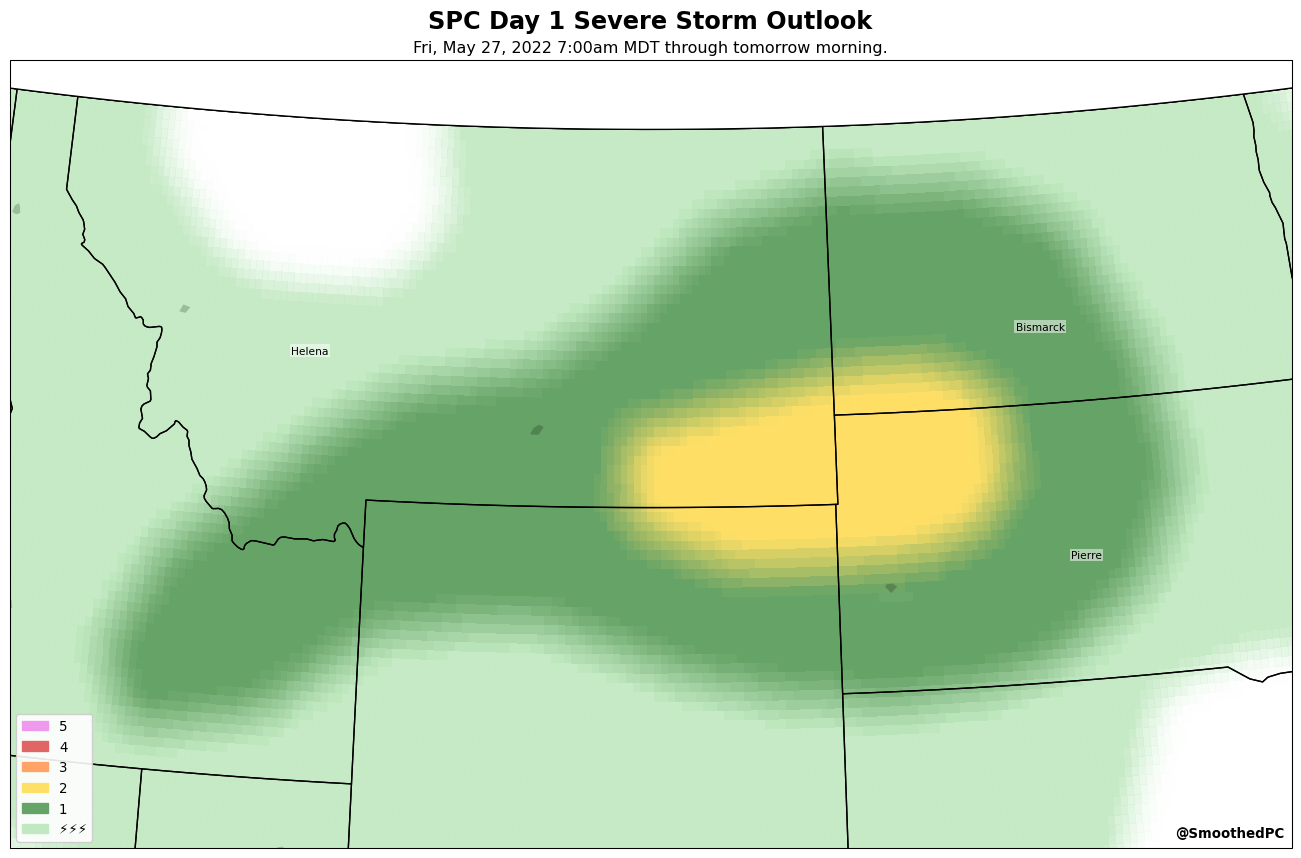 SPC Day 1 Severe Storm Outlook
Fri, May 27, 2022 7:00am MDT through tomorrow morning.
Bismarck
Helena
Pierre
5
4
3
2
1
⚡⚡⚡
@SmoothedPC